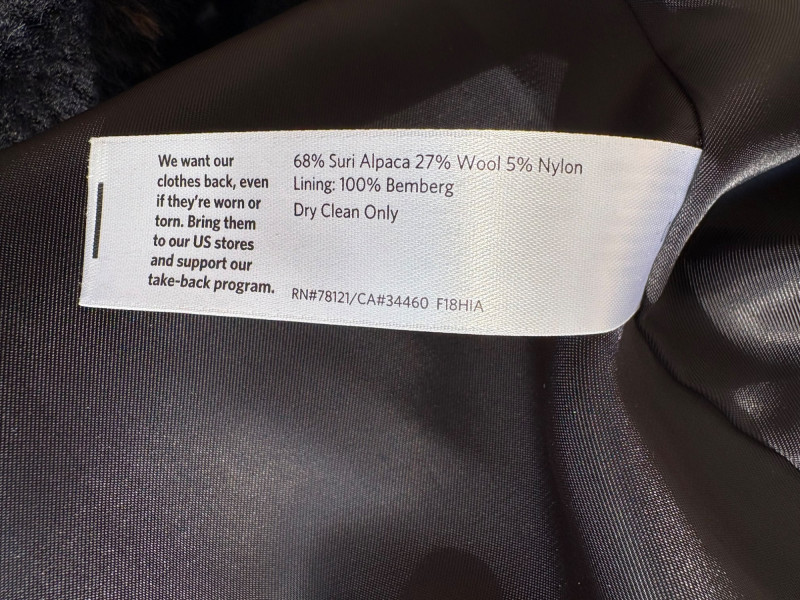 We want our
clothes back, even
if they're worn or
torn. Bring them
to our US stores
and support our
take-back program.
68% Suri Alpaca 27% Wool 5% Nylon
Lining: 100% Bemberg
Dry Clean Only
RN#78121/CA#34460 F18HIA